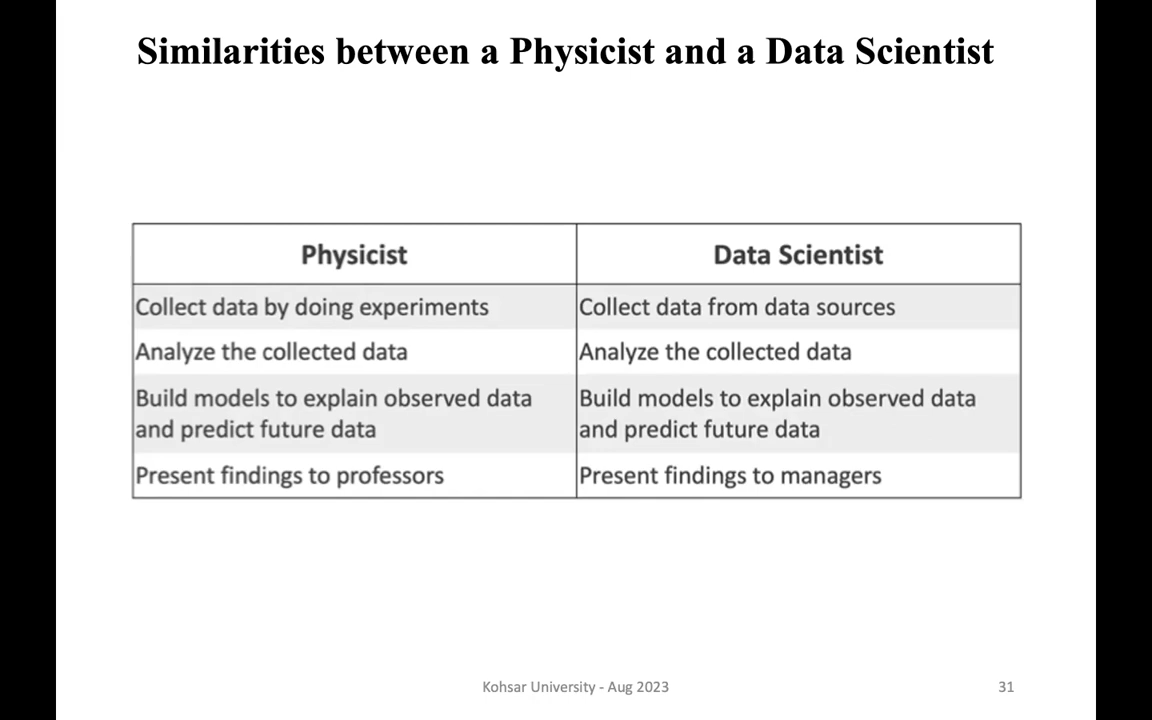 Similarities between a Physicist and a Data Scientist
Physicist
Data Scientist
Collect data by doing experiments
Collect data from data sources
Analyze the collected data
Analyze the collected data
Build models to explain observed data
and predict future data
Build models to explain observed data
and predict future data
Present findings to professors
Present findings to managers
Kohsar University - Aug 2023
31